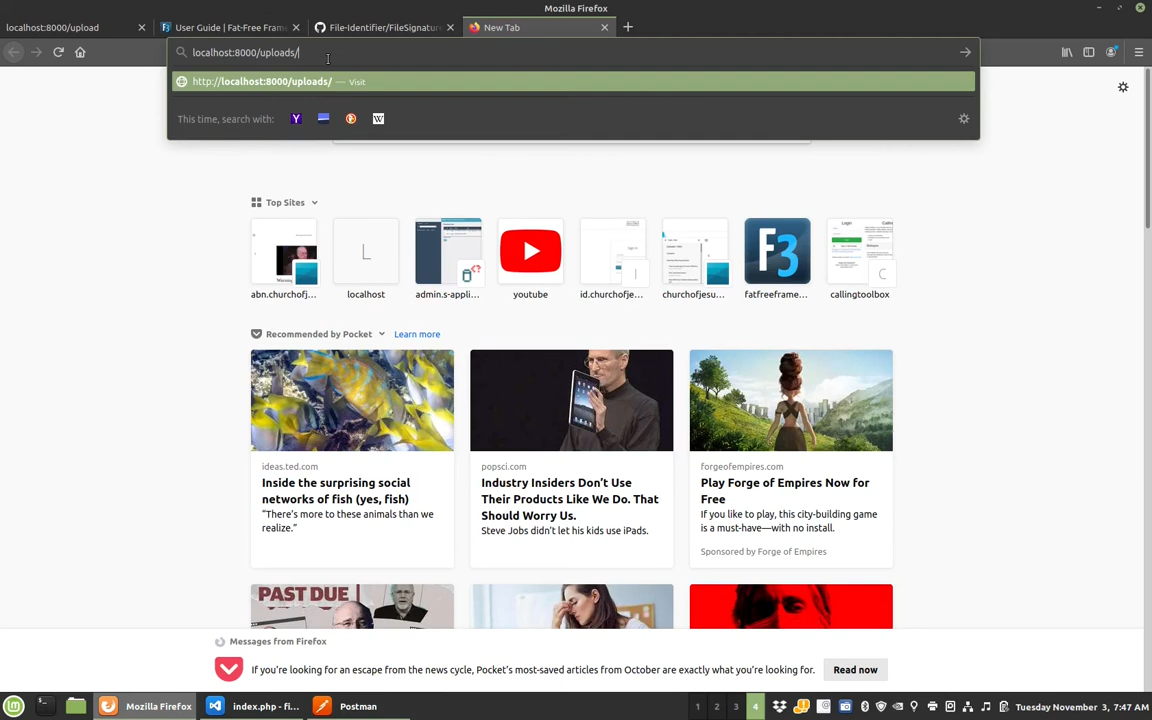 Mozilla Firefox
localhost:8000/upload
User Guide | Fat-Free Frame
File-Identifier/FileSignature
New Tab
localhost:8000/uploads/
http://localhost:8000/uploads/ — Visit
This time, search with:
Top Sites
abn.churchofj...
localhost
admin.s-appli...
youtube
id.churchofje...
churchofjesu...
fatfreeframe...
callingtoolbox
Recommended by Pocket
Learn more
ideas.ted.com
Inside the surprising social
networks of fish (yes, fish)
“There’s more to these animals than we
realize.”
popsci.com
Industry Insiders Don’t Use
Their Products Like We Do. That
Should Worry Us.
Steve Jobs didn’t let his kids use iPads.
forgeofempires.com
Play Forge of Empires Now for
Free
If you like to play, this city-building game
is a must-have—with no install.
Sponsored by Forge of Empires
PAST DUE
Messages from Firefox
If you’re looking for an escape from the news cycle, Pocket’s most-saved articles from October are exactly what you’re looking for.
Read now
Mozilla Firefox
index.php - fi...
Postman
1
2
3
4
Tuesday November 3, 7:47 AM